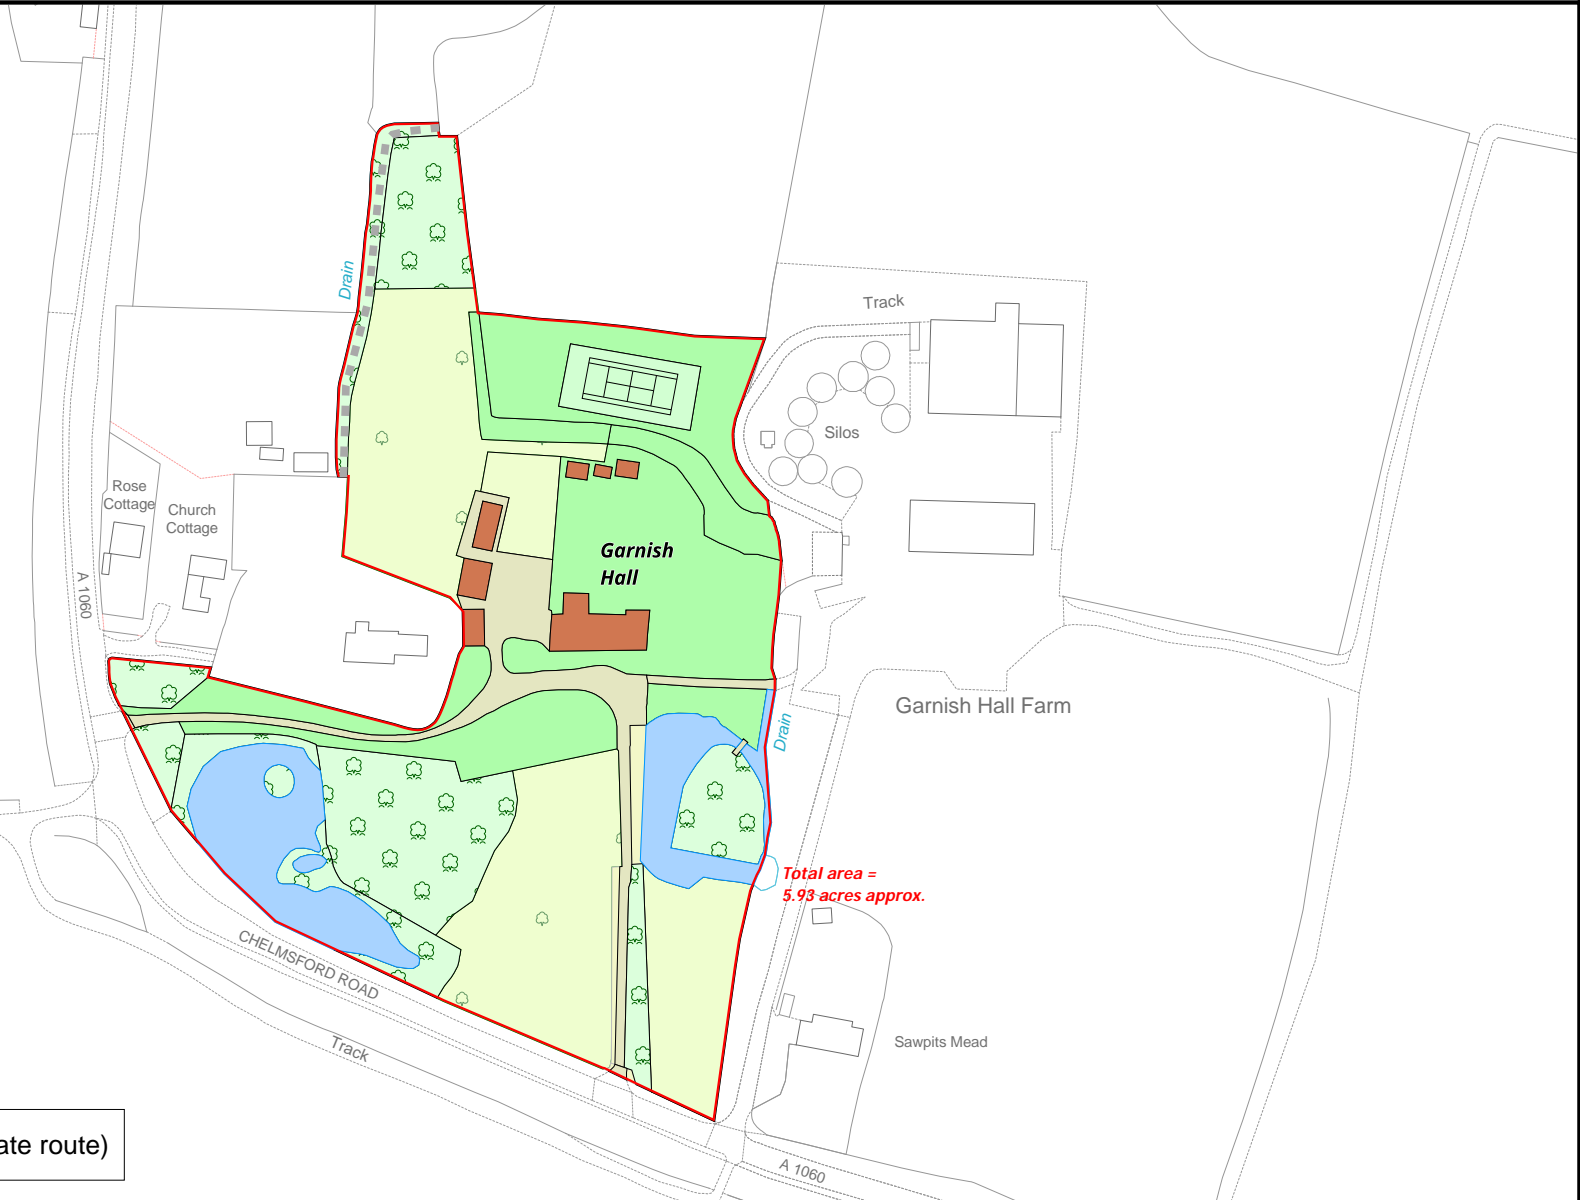 Track
Drain
Silos
Rose
Cottage
Church
Cottage
Garnish
Hall
A 1060
Garnish Hall Farm
Drain
Total area =
5.93 acres approx.
CHELMSFORD ROAD
Track
Sawpits Mead
ate route)
A 1060